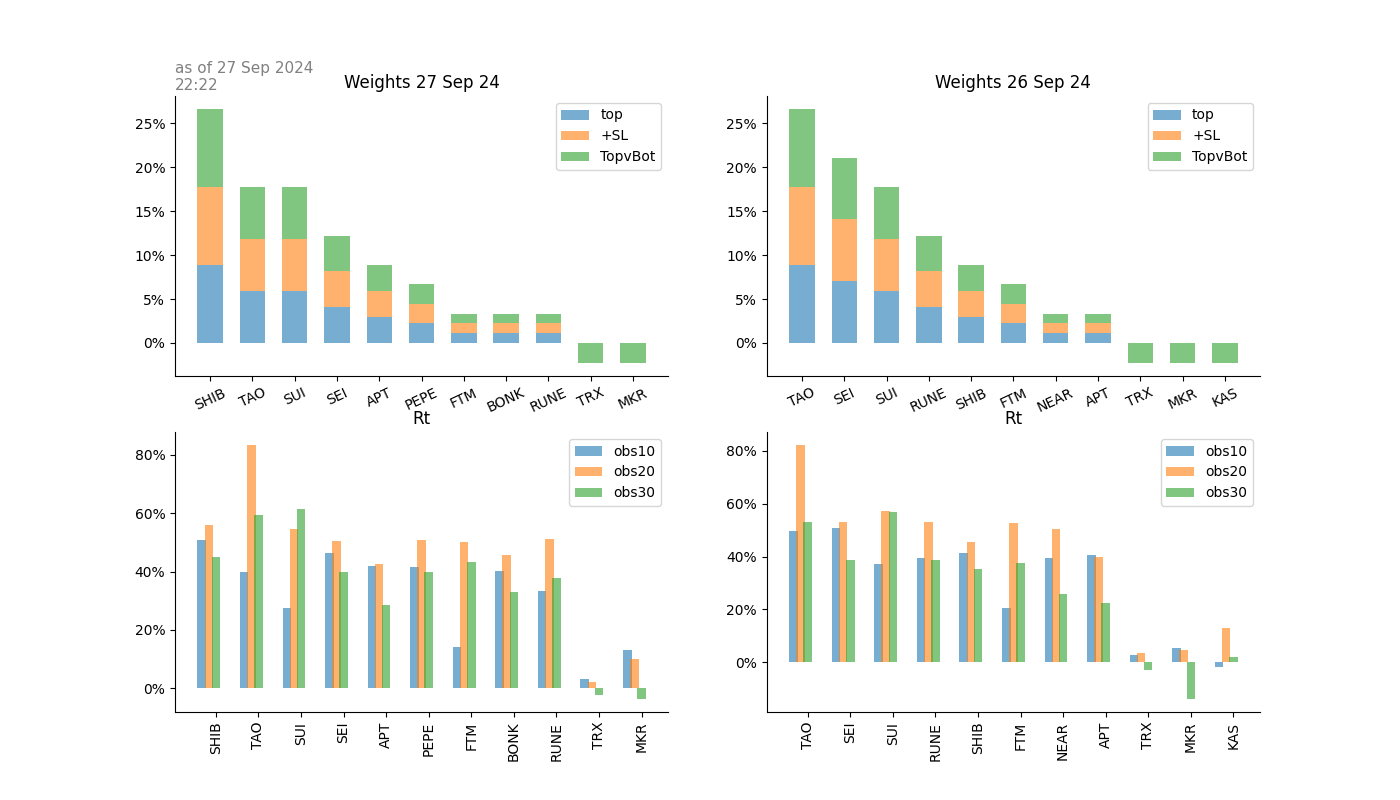 as of 27 Sep 2024
22:22
Weights 27 Sep 24
25%
20%
15%
10%
5%
0%
top
+SL
TopvBot
SHIB TAO SUI SEI APT PEPE FTM BONK RUNE TRX MKR
Weights 26 Sep 24
25%
20%
15%
10%
5%
0%
top
+SL
TopvBot
TAO SEI SUI RUNE SHIB FTM NEAR APT TRX MKR KAS
Rt
80%
60%
40%
20%
0%
obs10
obs20
obs30
SHIB TAO SUI SEI APT PEPE FTM BONK RUNE TRX MKR
Rt
80%
60%
40%
20%
0%
obs10
obs20
obs30
TAO SEI SUI RUNE SHIB FTM NEAR APT TRX MKR KAS